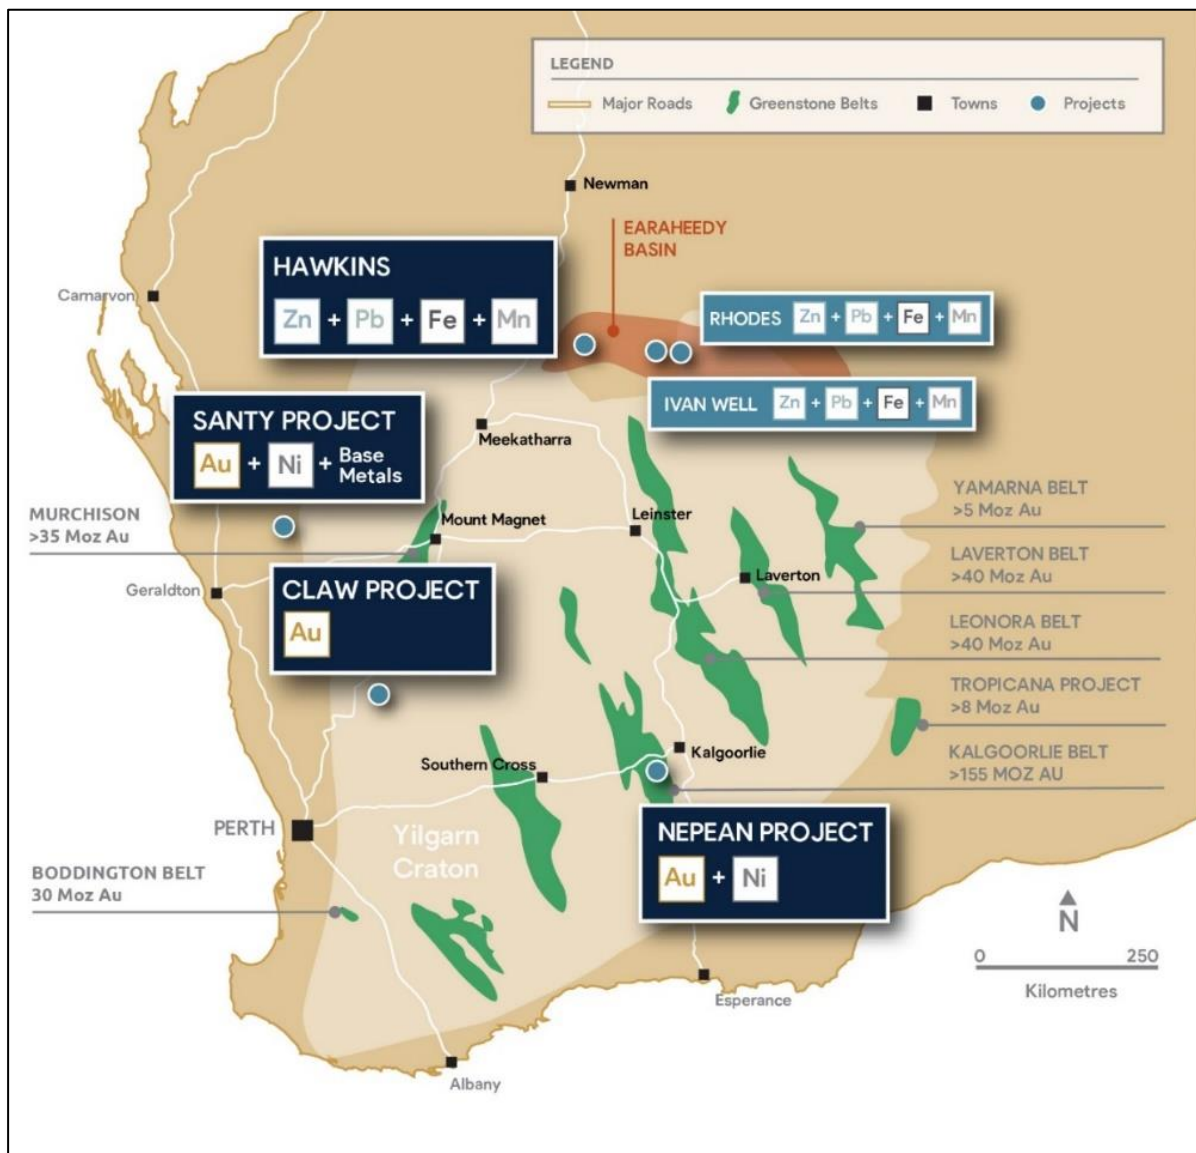 LEGEND
Major Roads
Greenstone Belts
Towns
Projects
Newman
EARAHEEDY
BASIN
HAWKINS
Zn + Pb + Fe + Mn
Carnarvon
RHODES Zn + Pb + Fe + Mn
IVAN WELL Zn + Pb + Fe + Mn
SANTY PROJECT
Au + Ni + Base
Metals
Meekatharra
MURCHISON
>35 Moz Au
Mount Magnet
Leinster
YAMARNA BELT
>5 Moz Au
Geraldton
CLAW PROJECT
Au
Laverton
LAVERTON BELT
>40 Moz Au
LEONORA BELT
>40 Moz Au
TROPICANA PROJECT
>8 Moz Au
KALGOORLIE BELT
>155 MOZ AU
Southern Cross
Kalgoorlie
PERTH
Yilgarn
Craton
NEPEAN PROJECT
Au + Ni
BODDINGTON BELT
30 Moz Au
N
0 250
Kilometres
Esperance
Albany